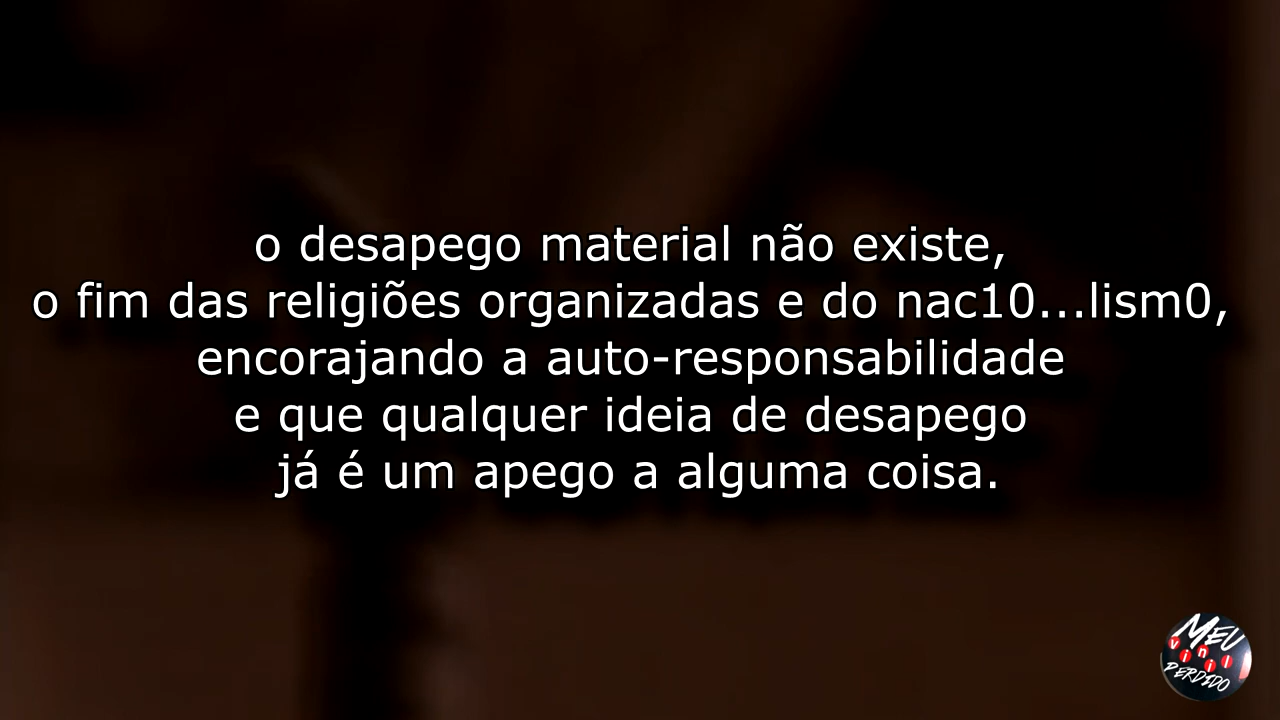 o desapego material não existe,
o fim das religiões organizadas e do nac10...lism0,
encorajando a auto-responsabilidade
e que qualquer ideia de desapego
já é um apego a alguma coisa.
MEU
vinil
PERDIDO